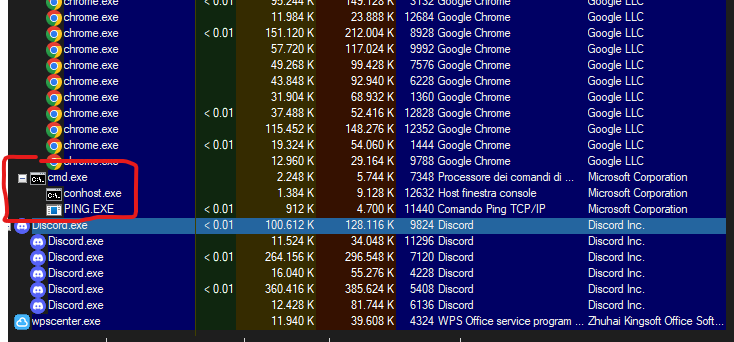 chrome.exe < 0.01 95.244 K 149.128 K 3132 Google Chrome Google LLC
chrome.exe 11.984 K 23.888 K 12684 Google Chrome Google LLC
chrome.exe < 0.01 151.120 K 212.004 K 8928 Google Chrome Google LLC
chrome.exe 57.720 K 117.024 K 9992 Google Chrome Google LLC
chrome.exe 49.268 K 99.428 K 7576 Google Chrome Google LLC
chrome.exe 43.848 K 92.940 K 6228 Google Chrome Google LLC
chrome.exe 31.904 K 68.932 K 1360 Google Chrome Google LLC
chrome.exe < 0.01 37.488 K 52.416 K 12828 Google Chrome Google LLC
chrome.exe 115.452 K 148.276 K 12352 Google Chrome Google LLC
chrome.exe < 0.01 19.324 K 54.060 K 1444 Google Chrome Google LLC
chrome.exe 12.960 K 29.164 K 9788 Google Chrome Google LLC
cmd.exe 2.248 K 5.744 K 7348 Processore dei comandi di ... Microsoft Corporation
conhost.exe 1.384 K 9.128 K 12632 Host finestra console Microsoft Corporation
PING.EXE < 0.01 912 K 4.700 K 11440 Comando Ping TCP/IP Microsoft Corporation
Discord.exe < 0.01 100.612 K 128.116 K 9824 Discord Discord Inc.
Discord.exe 11.524 K 34.048 K 11296 Discord Discord Inc.
Discord.exe < 0.01 264.156 K 296.548 K 7120 Discord Discord Inc.
Discord.exe 16.040 K 55.276 K 4228 Discord Discord Inc.
Discord.exe < 0.01 360.416 K 385.624 K 5408 Discord Discord Inc.
Discord.exe 12.428 K 81.744 K 6136 Discord Discord Inc.
wpscenter.exe 11.940 K 39.608 K 4324 WPS Office service program ... Zhuhai Kingsoft Office Soft...